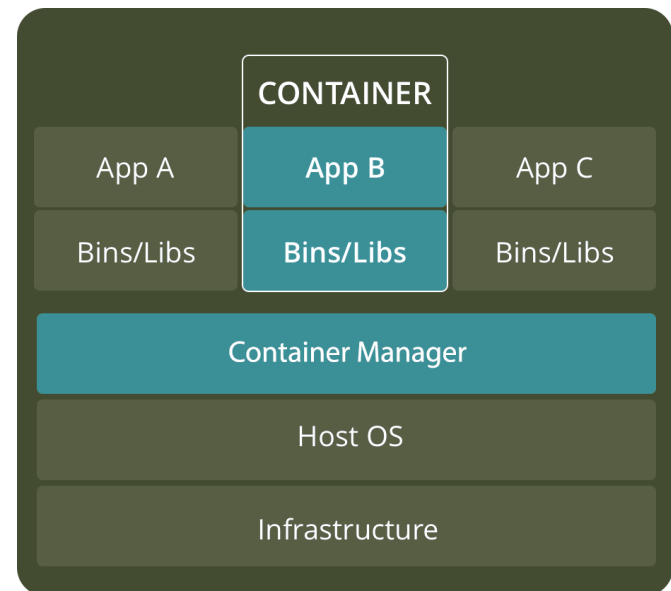 CONTAINER
App A
App B
App C
Bins/Libs
Bins/Libs
Bins/Libs
Container Manager
Host OS
Infrastructure